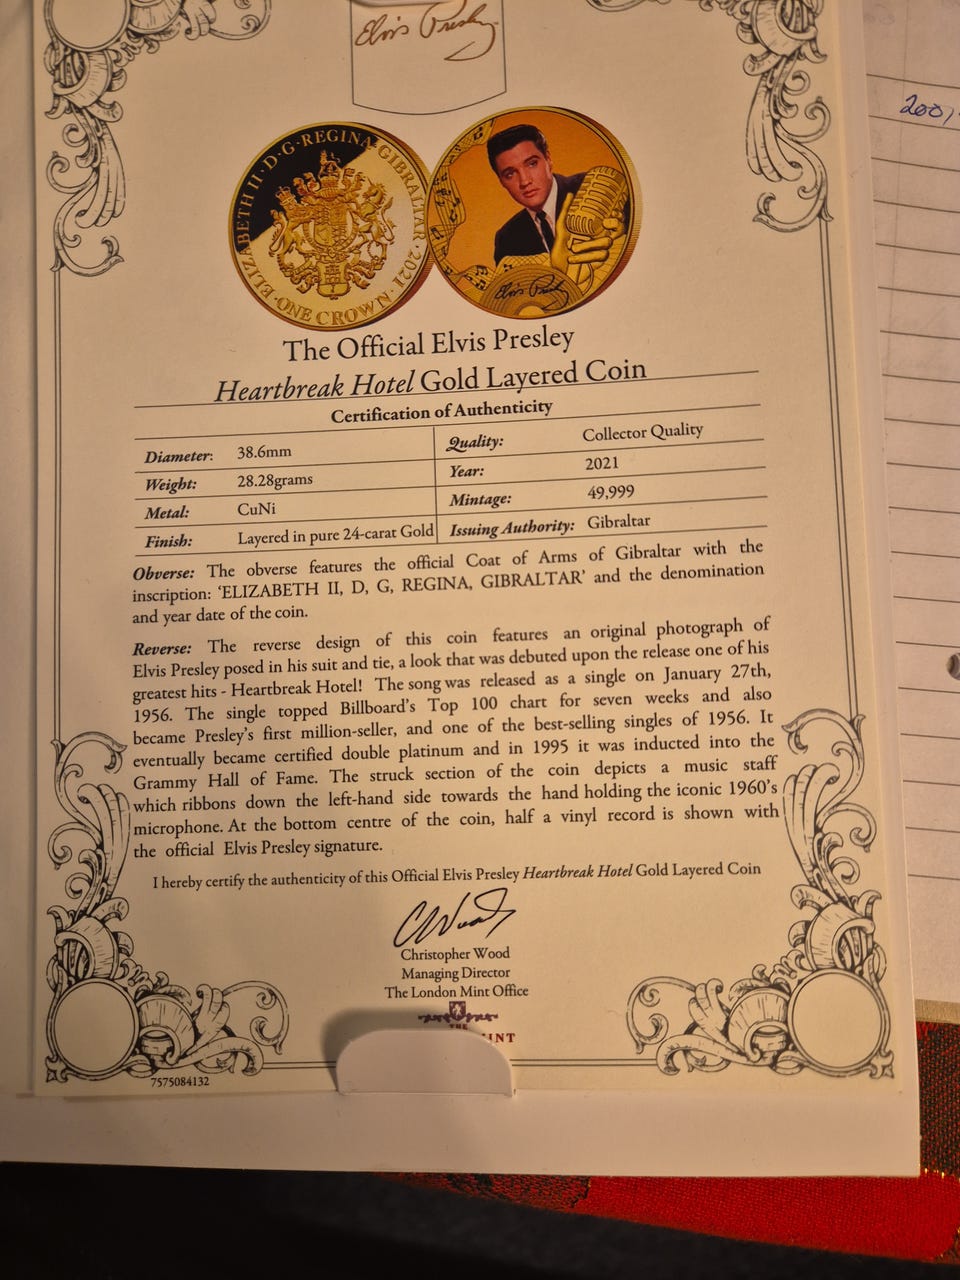 Elvis Presley
ELIZABETH II · D · G · REGINA · GIBRALTAR · 2021
· ONE CROWN ·
Elvis Presley
The Official Elvis Presley
Heartbreak Hotel Gold Layered Coin
Certification of Authenticity
Diameter: 38.6mm
Weight: 28.28grams
Metal: CuNi
Finish: Layered in pure 24-carat Gold
Quality: Collector Quality
Year: 2021
Mintage: 49,999
Issuing Authority: Gibraltar
Obverse: The obverse features the official Coat of Arms of Gibraltar with the
inscription: ‘ELIZABETH II, D, G, REGINA, GIBRALTAR’ and the denomination
and year date of the coin.
Reverse: The reverse design of this coin features an original photograph of
Elvis Presley posed in his suit and tie, a look that was debuted upon the release one of his
greatest hits - Heartbreak Hotel! The song was released as a single on January 27th,
1956. The single topped Billboard's Top 100 chart for seven weeks and also
became Presley's first million-seller, and one of the best-selling singles of 1956. It
eventually became certified double platinum and in 1995 it was inducted into the
Grammy Hall of Fame. The struck section of the coin depicts a music staff
which ribbons down the left-hand side towards the hand holding the iconic 1960's
microphone. At the bottom centre of the coin, half a vinyl record is shown with
the official Elvis Presley signature.
I hereby certify the authenticity of this Official Elvis Presley Heartbreak Hotel Gold Layered Coin
CWood
Christopher Wood
Managing Director
The London Mint Office
THE
INT
7575084132